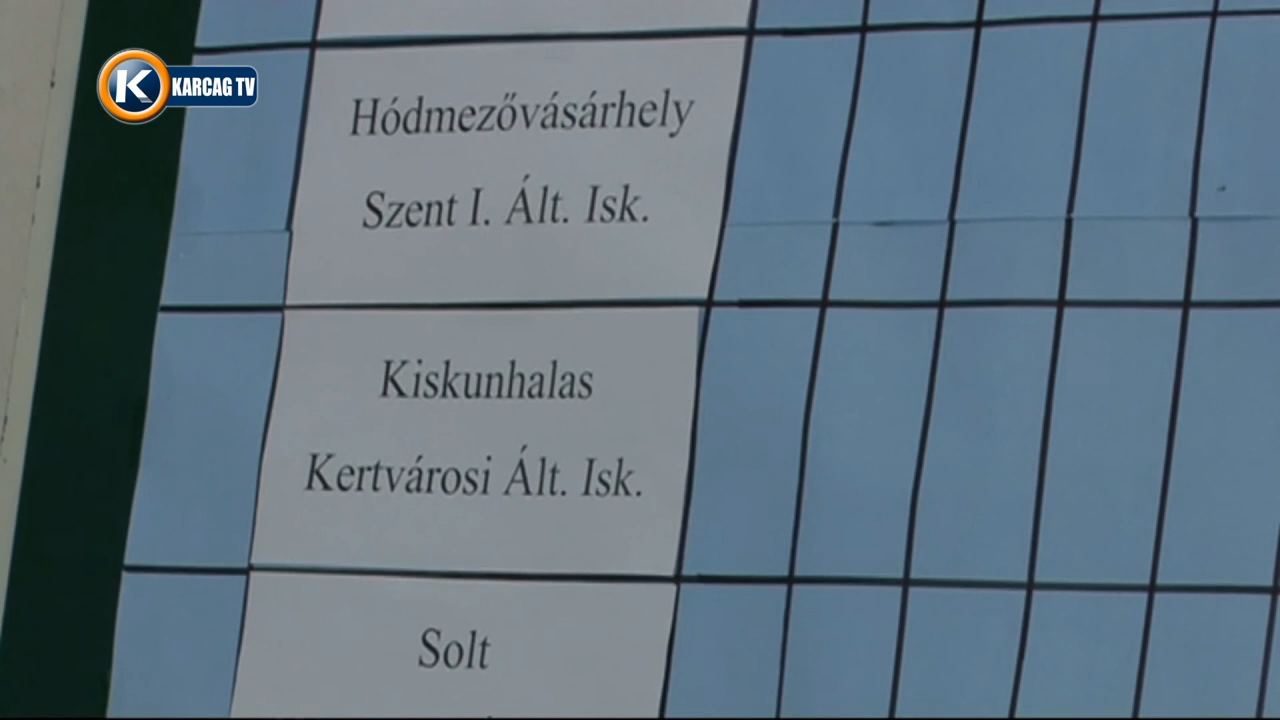 K KARCAG TV
Hódmezővásárhely
Szent I. Ált. Isk.
Kiskunhalas
Kertvárosi Ált. Isk.
Solt